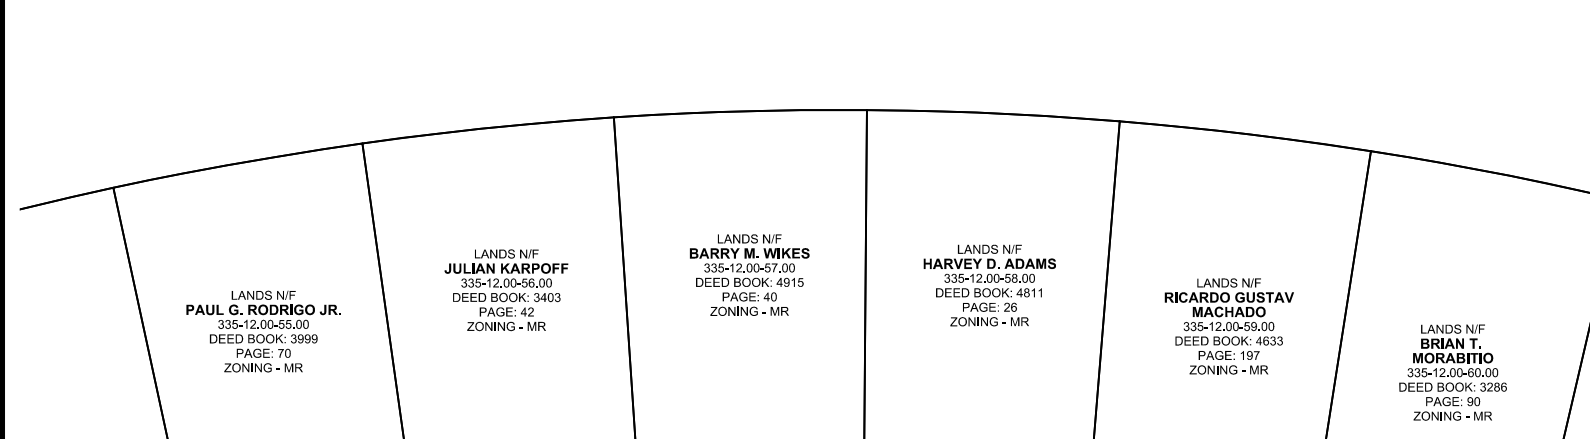 LANDS N/F
PAUL G. RODRIGO JR.
335-12.00-55.00
DEED BOOK: 3999
PAGE: 70
ZONING - MR
LANDS N/F
JULIAN KARPOFF
335-12.00-56.00
DEED BOOK: 3403
PAGE: 42
ZONING - MR
LANDS N/F
BARRY M. WIKES
335-12.00-57.00
DEED BOOK: 4915
PAGE: 40
ZONING - MR
LANDS N/F
HARVEY D. ADAMS
335-12.00-58.00
DEED BOOK: 4811
PAGE: 26
ZONING - MR
LANDS N/F
RICARDO GUSTAV
MACHADO
335-12.00-59.00
DEED BOOK: 4633
PAGE: 197
ZONING - MR
LANDS N/F
BRIAN T.
MORABITIO
335-12.00-60.00
DEED BOOK: 3286
PAGE: 90
ZONING - MR